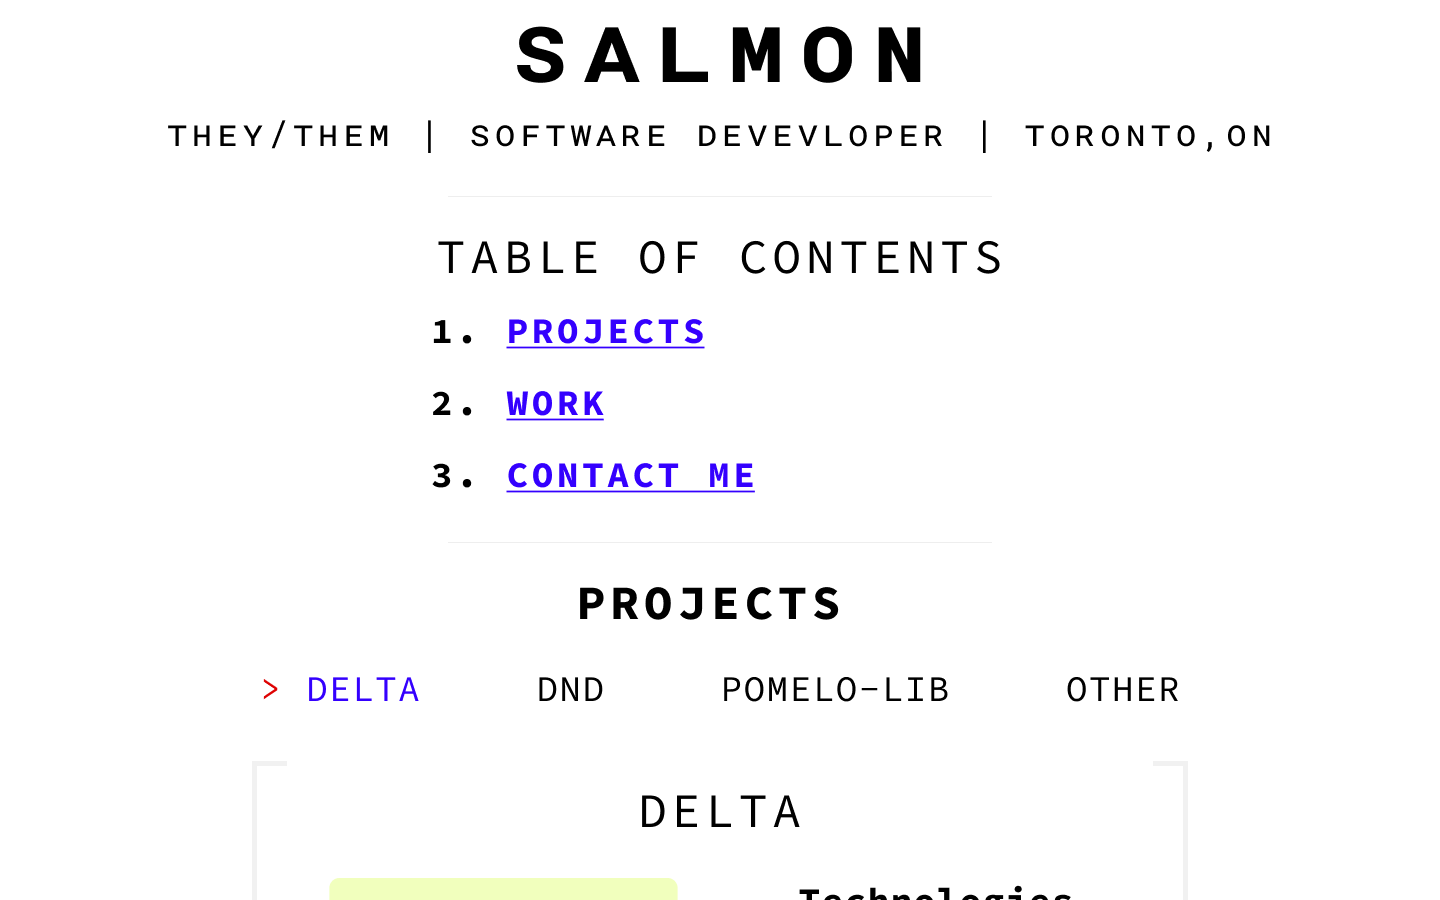 SALMON
THEY/THEM | SOFTWARE DEVEVLOPER | TORONTO,ON
TABLE OF CONTENTS
1. PROJECTS
2. WORK
3. CONTACT ME
PROJECTS
> DELTA DND POMELO-LIB OTHER
DELTA
Technologies